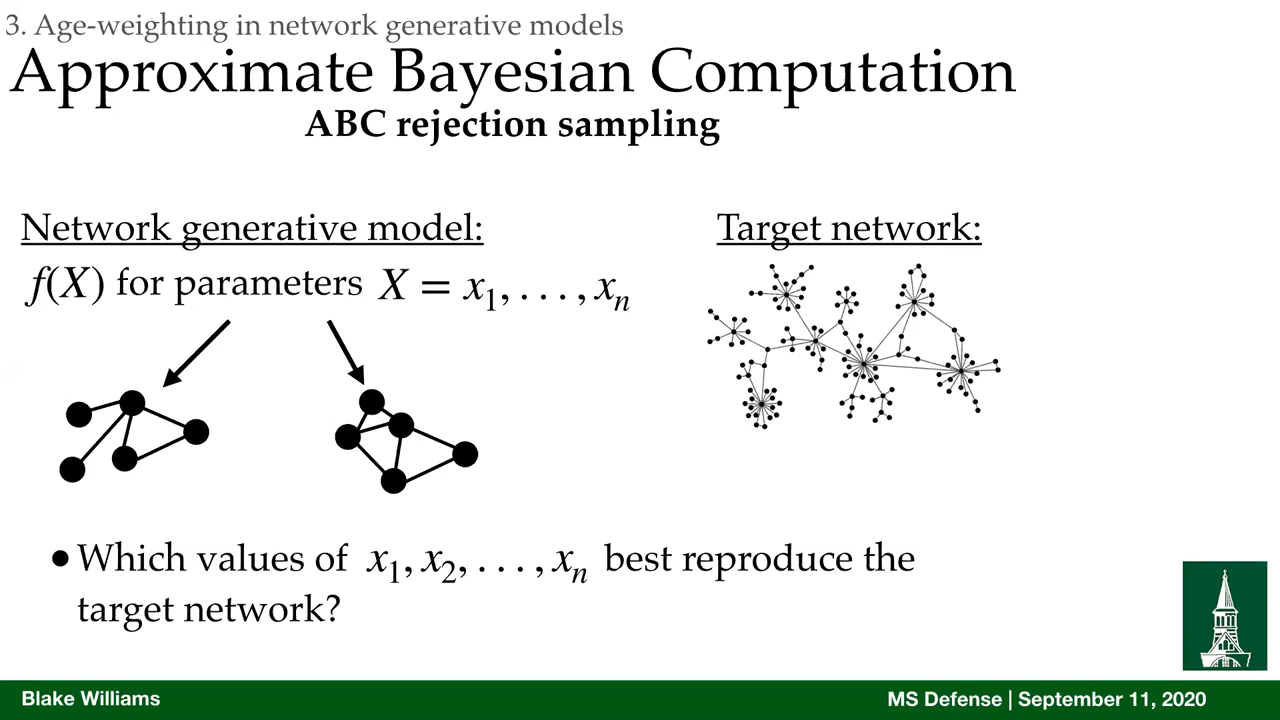 3. Age-weighting in network generative models
Approximate Bayesian Computation
ABC rejection sampling
Network generative model:
f(X) for parameters X = x₁, . . . , xₙ
Target network:
•Which values of x₁, x₂, . . . , xₙ best reproduce the
target network?
Blake Williams
MS Defense | September 11, 2020